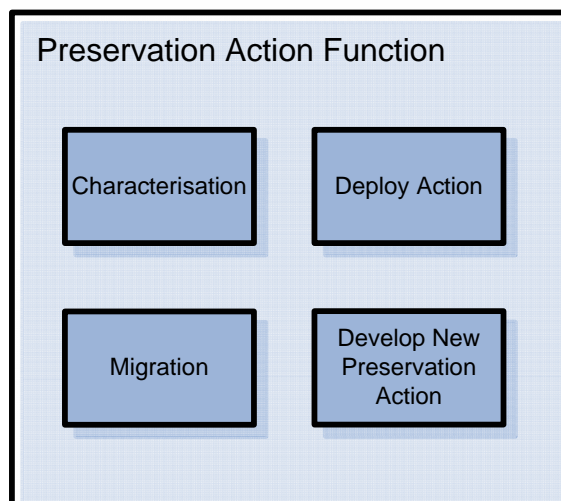 Preservation Action Function
Characterisation
Deploy Action
Migration
Develop New
Preservation
Action